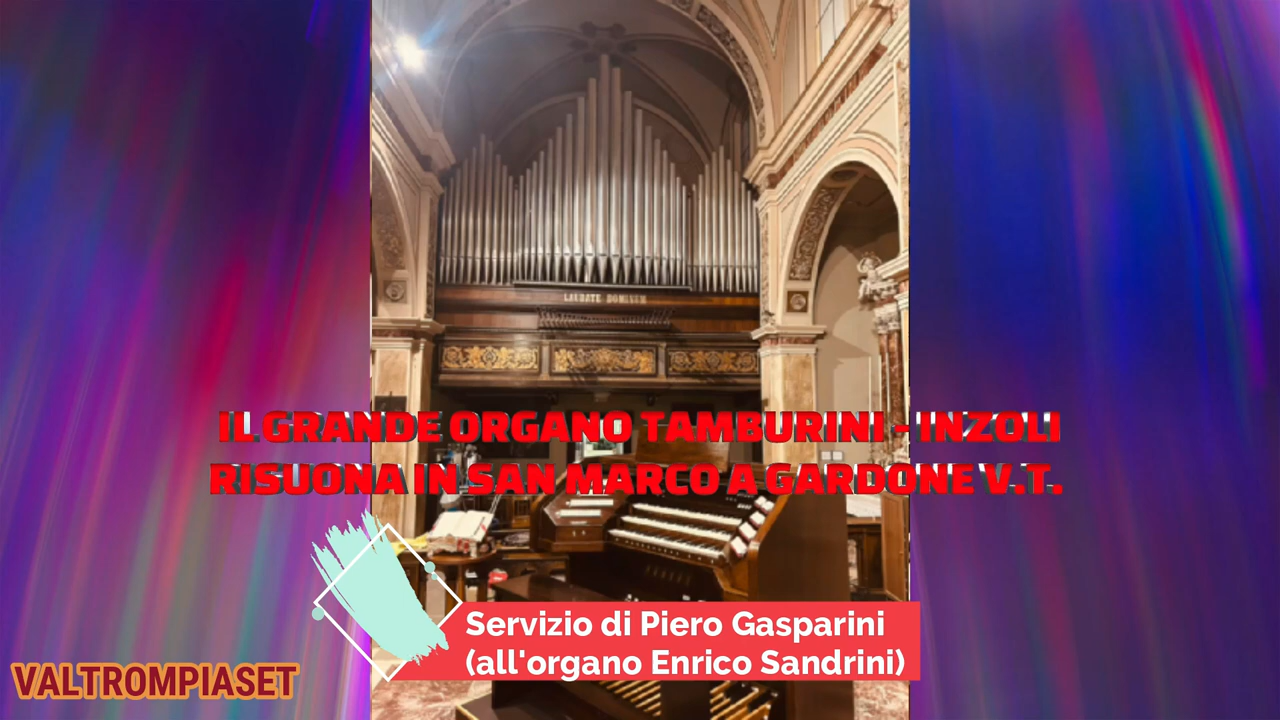 LAUDATE DOMINUM
IL GRANDE ORGANO TAMBURINI - INZOLI
RISUONA IN SAN MARCO A GARDONE V.T.
Servizio di Piero Gasparini
(all'organo Enrico Sandrini)
VALTROMPIASET